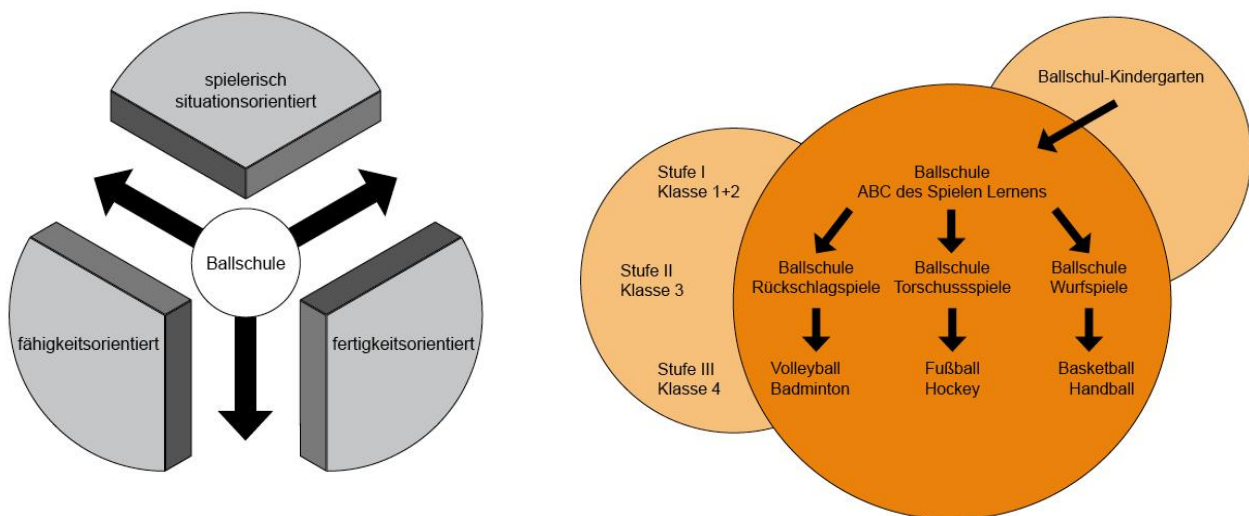 spielerisch
situationsorientiert
Ballschule
fähigkeitsorientiert
fertigkeitsorientiert
Ballschul-Kindergarten
Stufe I
Klasse 1+2
Ballschule
ABC des Spielen Lernens
Stufe II
Klasse 3
Ballschule
Rückschlagspiele
Ballschule
Torschussspiele
Ballschule
Wurfspiele
Stufe III
Klasse 4
Volleyball
Badminton
Fußball
Hockey
Basketball
Handball